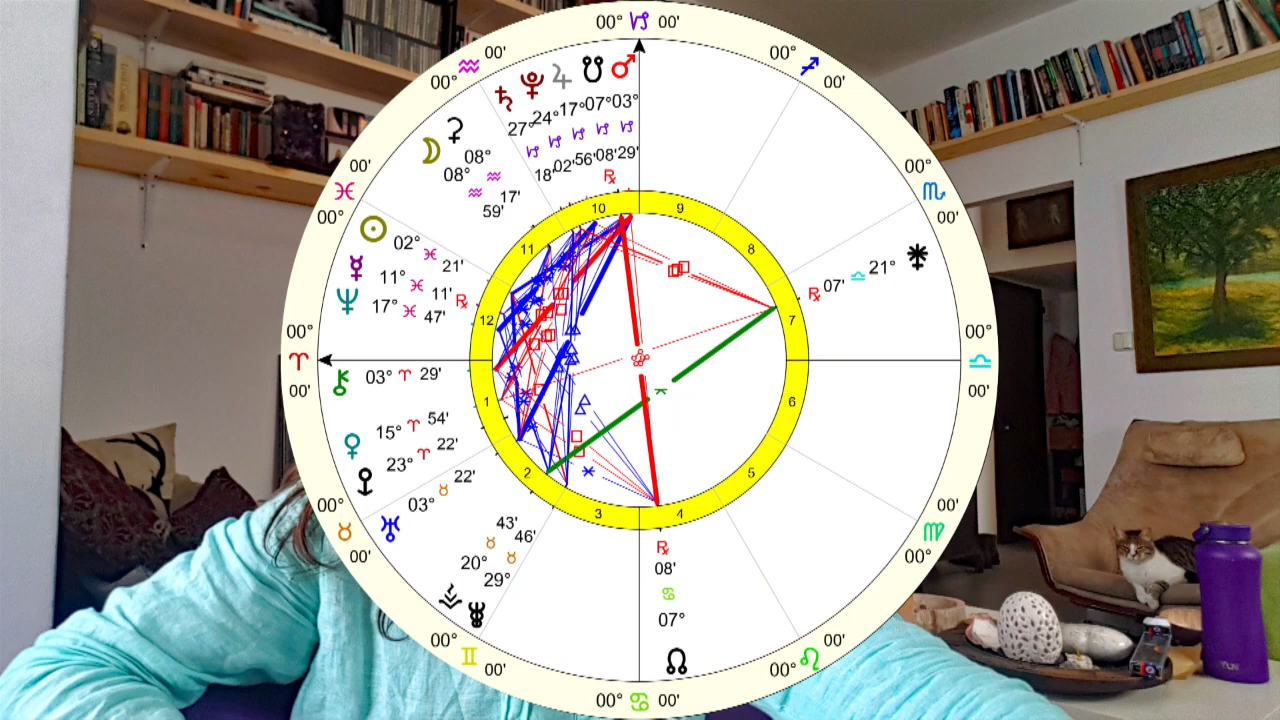 00° ♑ 00'
00° ♐ 00'
00° ♏ 00'
00° ♎ 00'
00° ♍ 00'
00° ♌ 00'
00° ♋ 00'
00° ♊ 00'
00° ♉ 00'
00° ♈ 00'
00° ♓ 00'
00° ♒ 00'
♂ 03° ♑ 29'
☋ 07° ♑ 08' ℞
♃ 17° ♑ 56'
♇ 24° ♑ 02'
♄ 27° ♑ 18'
⚳ 08° ♒ 17'
☽ 08° ♒ 59'
☉ 02° ♓ 21'
☿ 11° ♓ 11' ℞
♆ 17° ♓ 47'
⚷ 03° ♈ 29'
♀ 15° ♈ 54'
23° ♈ 22'
♅ 03° ♉ 22'
⚶ 20° ♉ 43'
29° ♉ 46'
℞ 08' ♋ 07° ☊
℞ 07' ♎ 21° ⚵
10
9
8
7
6
5
4
3
2
1
12
11